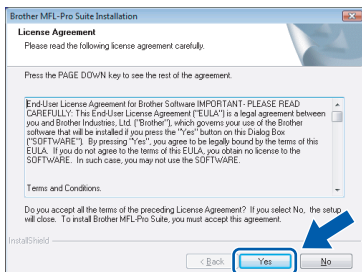 Brother MFL-Pro Suite Installation
License Agreement
Please read the following license agreement carefully.
Press the PAGE DOWN key to see the rest of the agreement.
End-User License Agreement for Brother Software IMPORTANT- PLEASE READ
CAREFULLY: This End-User License Agreement ("EULA") is a legal agreement between
you and Brother Industries, Ltd. ("Brother"), which governs your use of the Brother
software that will be installed if you press the "Yes" button on this Dialog Box
("SOFTWARE"). By pressing "Yes", you agree to be legally bound by the terms of this
EULA. If you do not agree to the terms of this EULA, you obtain no license to the
SOFTWARE. In such case, you may not use the SOFTWARE.
Terms and Conditions.
Do you accept all the terms of the preceding License Agreement? If you select No, the setup
will close. To install Brother MFL-Pro Suite, you must accept this agreement.
InstallShield
< Back
Yes
No